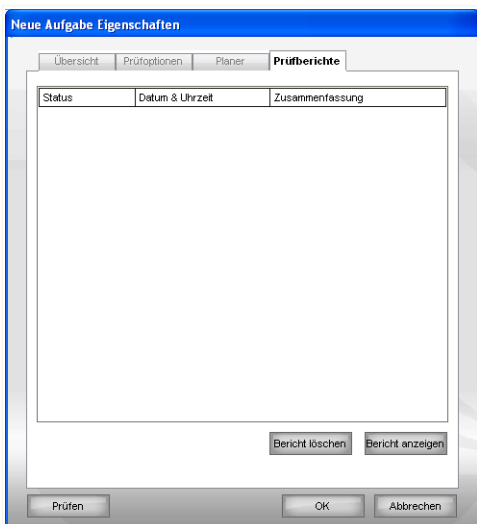 Neue Aufgabe Eigenschaften
Übersicht Prüfoptionen Planer Prüfberichte
Status Datum & Uhrzeit Zusammenfassung
Bericht löschen Bericht anzeigen
Prüfen OK Abbrechen